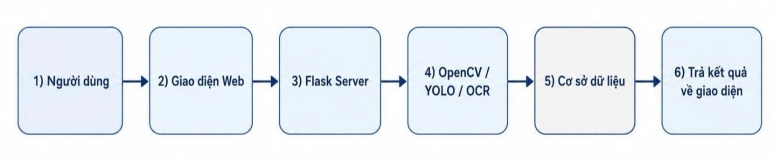 1) Người dùng
2) Giao diện Web
3) Flask Server
4) OpenCV /
YOLO / OCR
5) Cơ sở dữ liệu
6) Trả kết quả
về giao diện